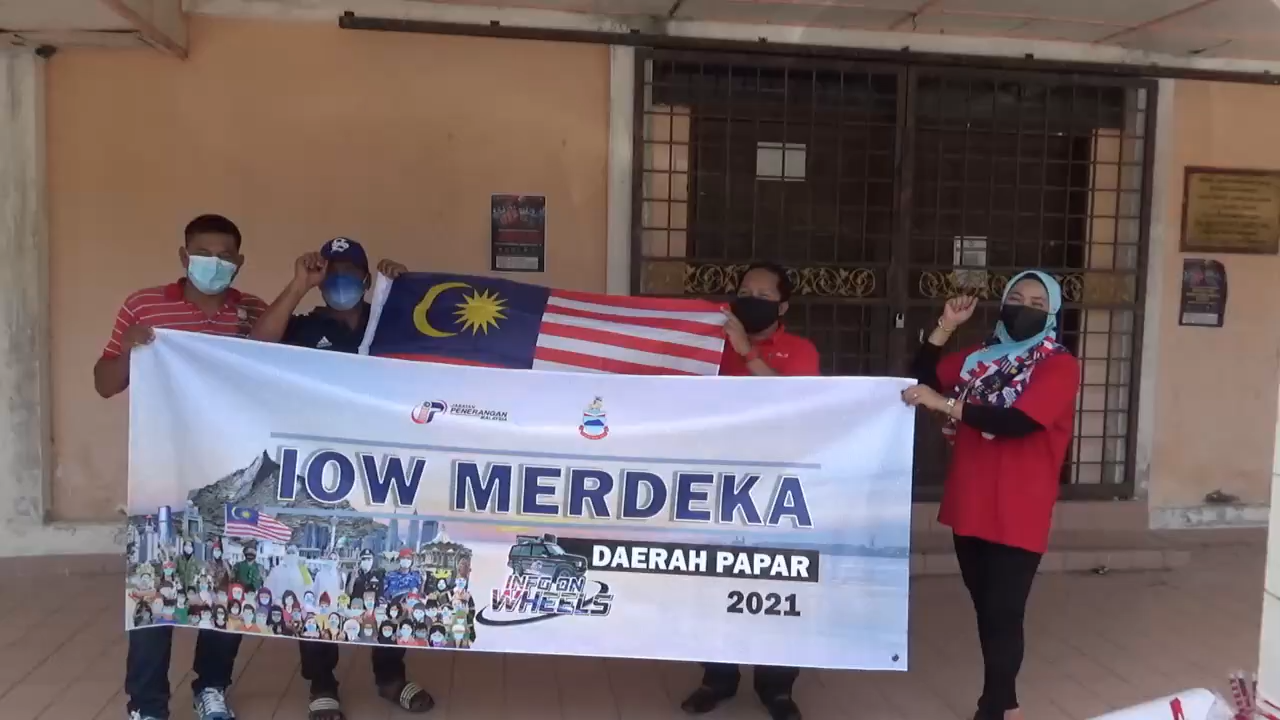 JABATAN
PENERANGAN
MALAYSIA
IOW MERDEKA
DAERAH PAPAR
INFO ON
WHEELS
2021